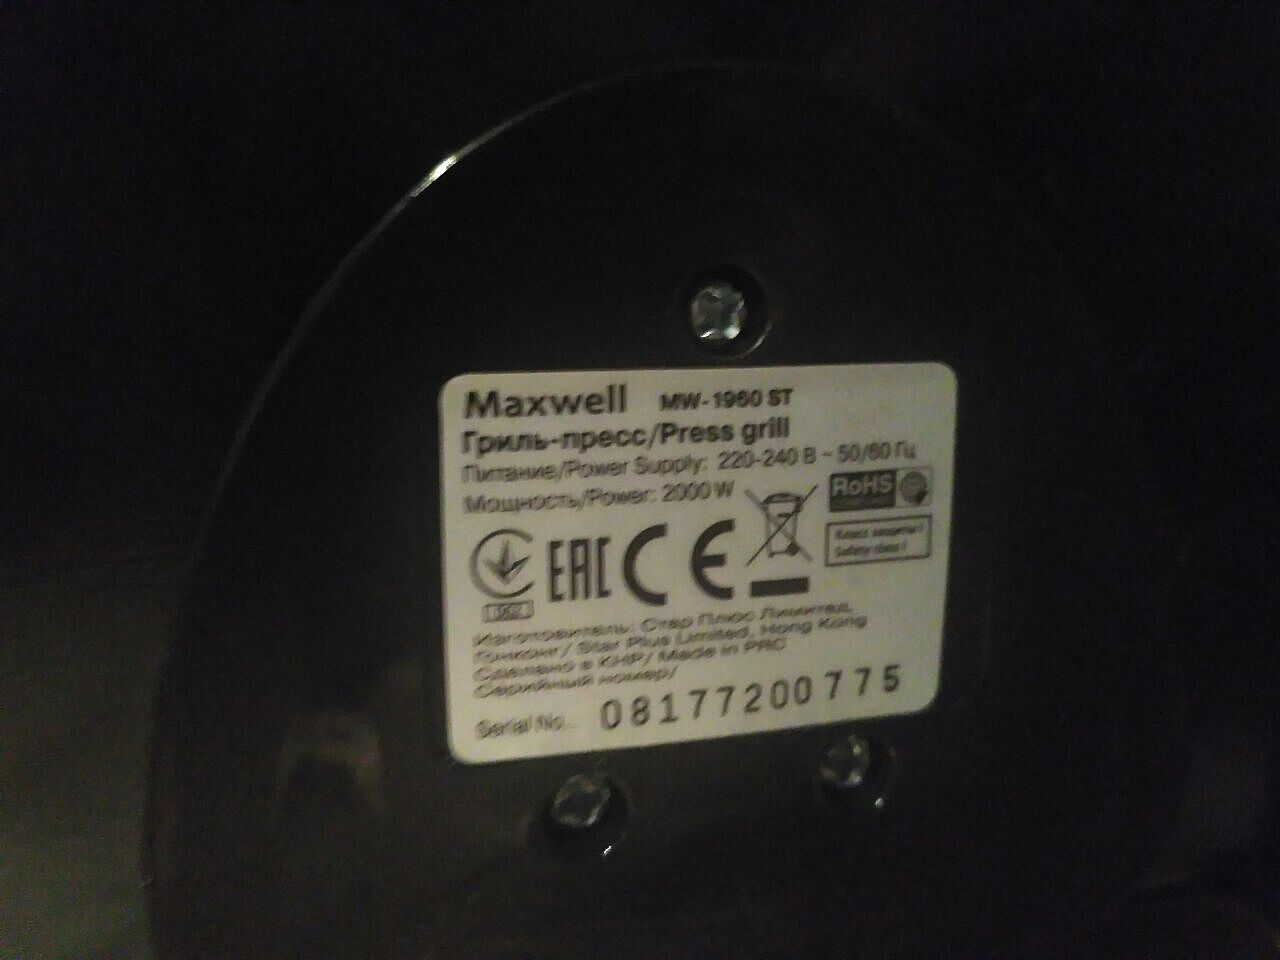 Maxwell MW-1960 ST
Гриль-пресс/Press grill
Питание/Power Supply: 220-240 В ~ 50/60 Гц
Мощность/Power: 2000 W
RoHS
EAC CE
Класс защиты I
Safety class I
Изготовитель: Стар Плюс Лимитед,
Гонконг/ Star Plus Limited, Hong Kong
Сделано в КНР/ Made in PRC
Серийный номер/
Serial No.: 08177200775